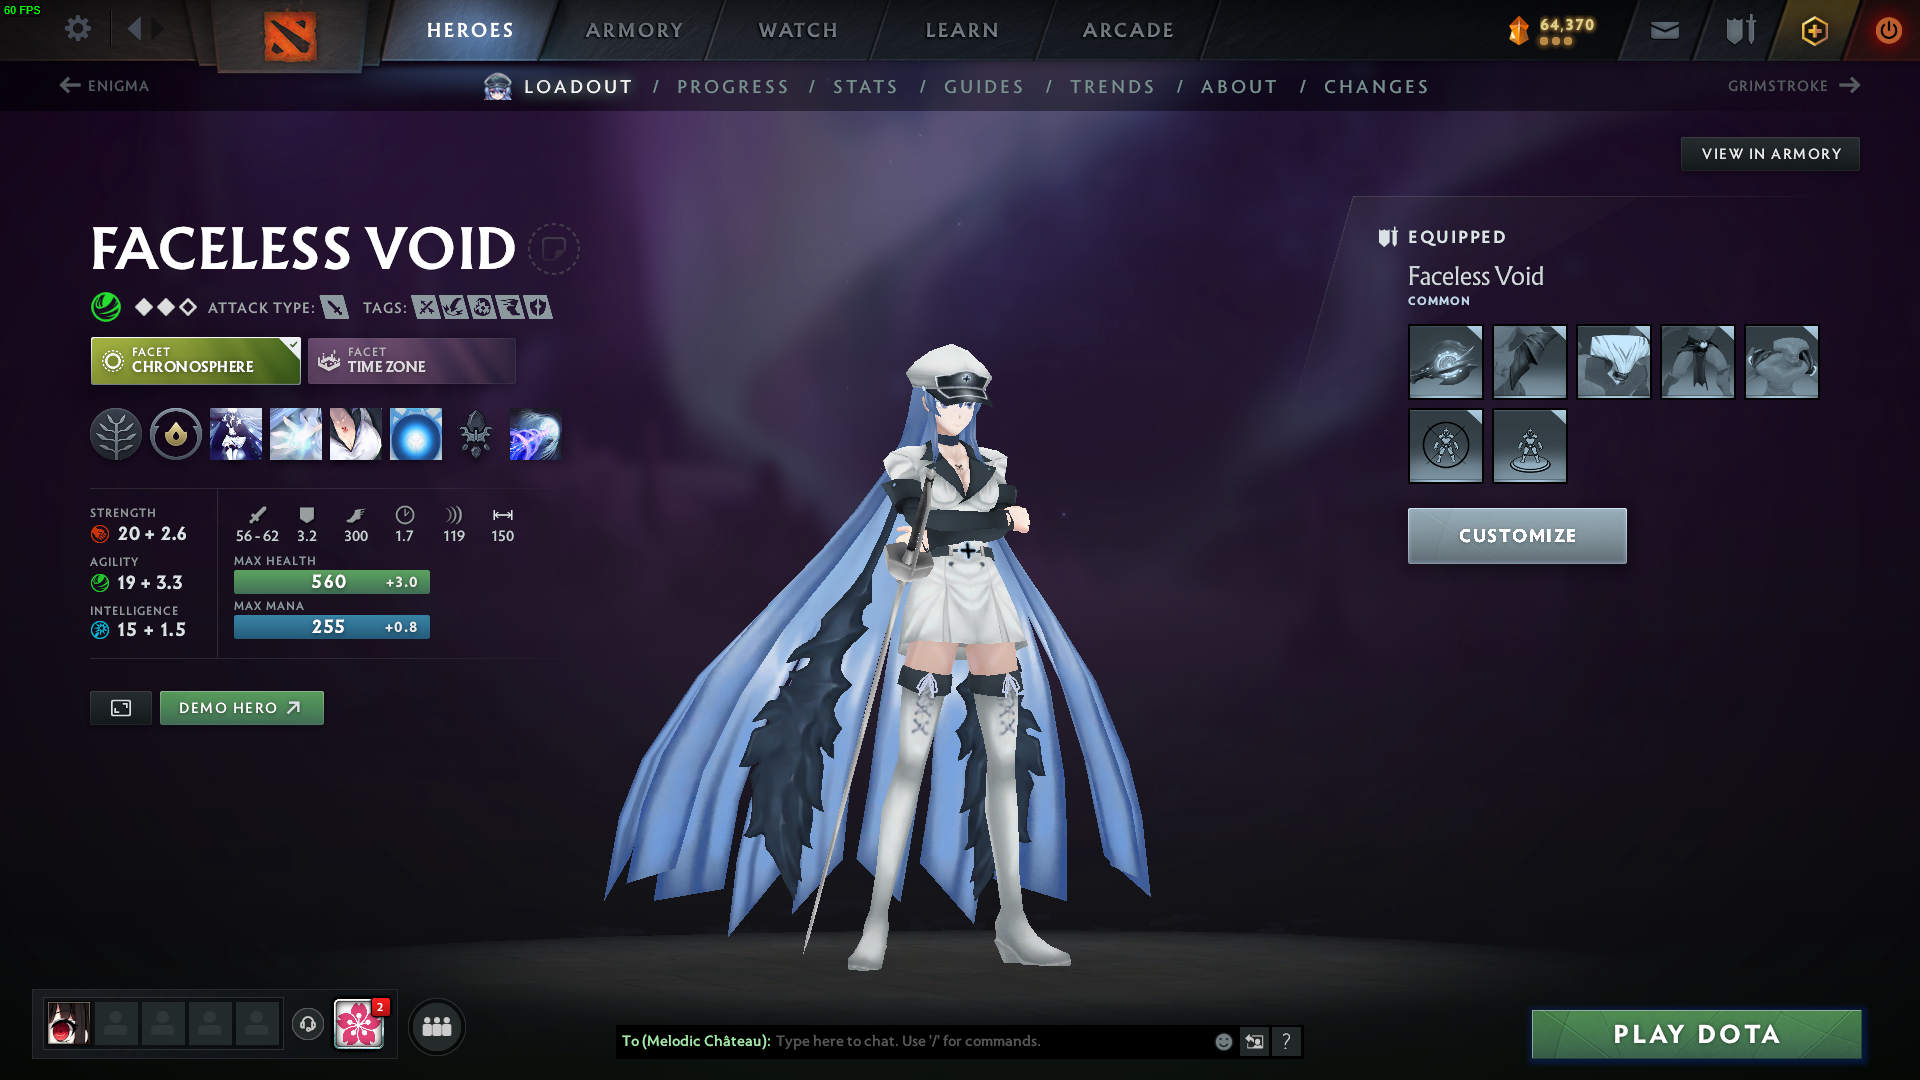 60 FPS
HEROES
ARMORY
WATCH
LEARN
ARCADE
64,370
ENIGMA
LOADOUT / PROGRESS / STATS / GUIDES / TRENDS / ABOUT / CHANGES
GRIMSTROKE
VIEW IN ARMORY
FACELESS VOID
ATTACK TYPE:
TAGS:
FACET
CHRONOSPHERE
FACET
TIME ZONE
STRENGTH
20 + 2.6
AGILITY
19 + 3.3
INTELLIGENCE
15 + 1.5
56-62 3.2 300 1.7 119 150
MAX HEALTH
560 +3.0
MAX MANA
255 +0.8
DEMO HERO
EQUIPPED
Faceless Void
COMMON
CUSTOMIZE
2
To (Melodic Château): Type here to chat. Use '/' for commands.
?
PLAY DOTA